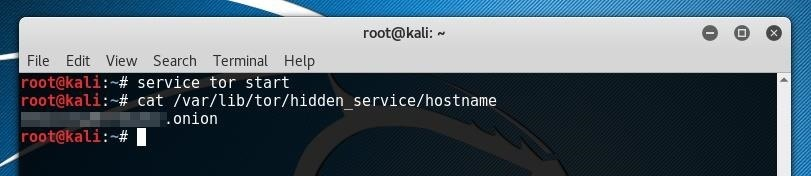 root@kali: ~
File Edit View Search Terminal Help
root@kali:~# service tor start
root@kali:~# cat /var/lib/tor/hidden_service/hostname
.onion
root@kali:~#